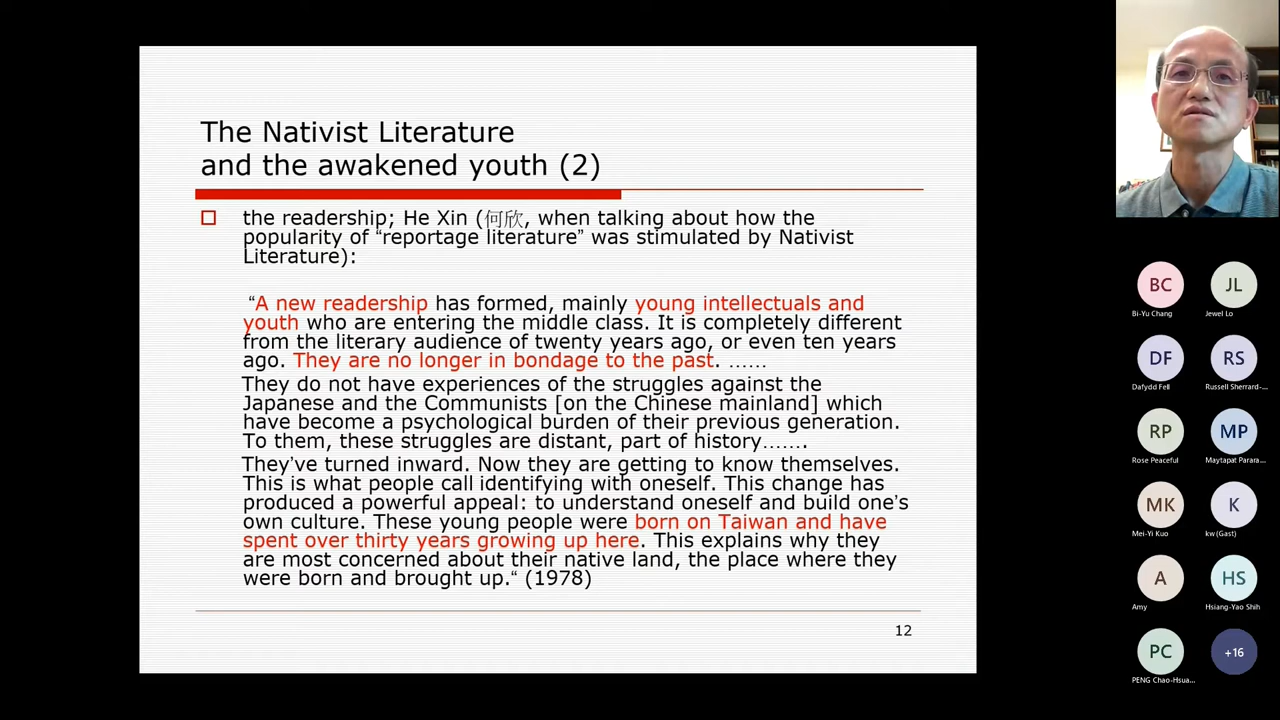 The Nativist Literature
and the awakened youth (2)
the readership; He Xin (何欣, when talking about how the
popularity of “reportage literature” was stimulated by Nativist
Literature):
“A new readership has formed, mainly young intellectuals and
youth who are entering the middle class. It is completely different
from the literary audience of twenty years ago, or even ten years
ago. They are no longer in bondage to the past. ……
They do not have experiences of the struggles against the
Japanese and the Communists [on the Chinese mainland] which
have become a psychological burden of their previous generation.
To them, these struggles are distant, part of history…….
They’ve turned inward. Now they are getting to know themselves.
This is what people call identifying with oneself. This change has
produced a powerful appeal: to understand oneself and build one’s
own culture. These young people were born on Taiwan and have
spent over thirty years growing up here. This explains why they
are most concerned about their native land, the place where they
were born and brought up.“ (1978)
12
BC
Bi-Yu Chang
JL
Jewel Lo
DF
Dafydd Fell
RS
Russell Sherrard-...
RP
Rose Peaceful
MP
Maytapat Parara...
MK
Mei-Yi Kuo
K
kw (Gast)
A
Amy
HS
Hsiang-Yao Shih
PC
PENG Chao-Hsua...
+16